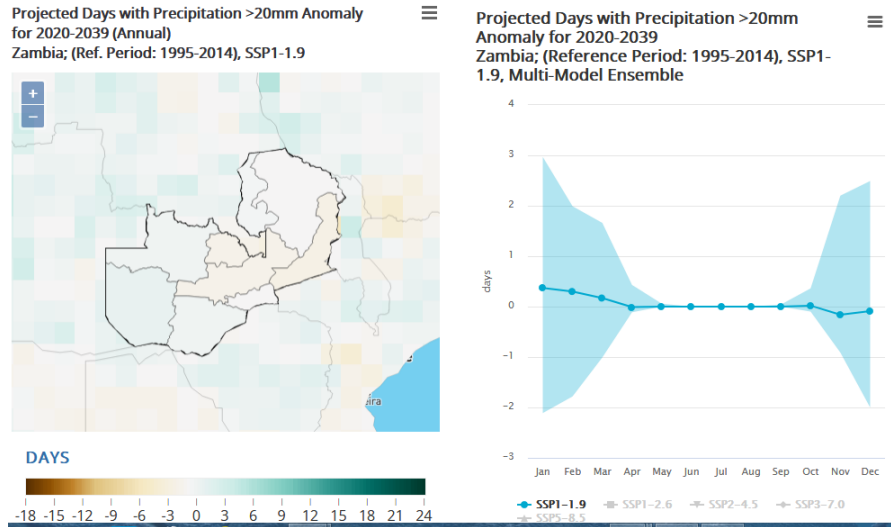 Projected Days with Precipitation >20mm Anomaly
for 2020-2039 (Annual)
Zambia; (Ref. Period: 1995-2014), SSP1-1.9
+
−
eira
DAYS
-18 -15 -12 -9 -6 -3 0 3 6 9 12 15 18 21 24
Projected Days with Precipitation >20mm
Anomaly for 2020-2039
Zambia; (Reference Period: 1995-2014), SSP1-
1.9, Multi-Model Ensemble
days
4
3
2
1
0
−1
−2
−3
Jan Feb Mar Apr May Jun Jul Aug Sep Oct Nov Dec
SSP1-1.9 SSP1-2.6 SSP2-4.5 SSP3-7.0
SSP5-8.5